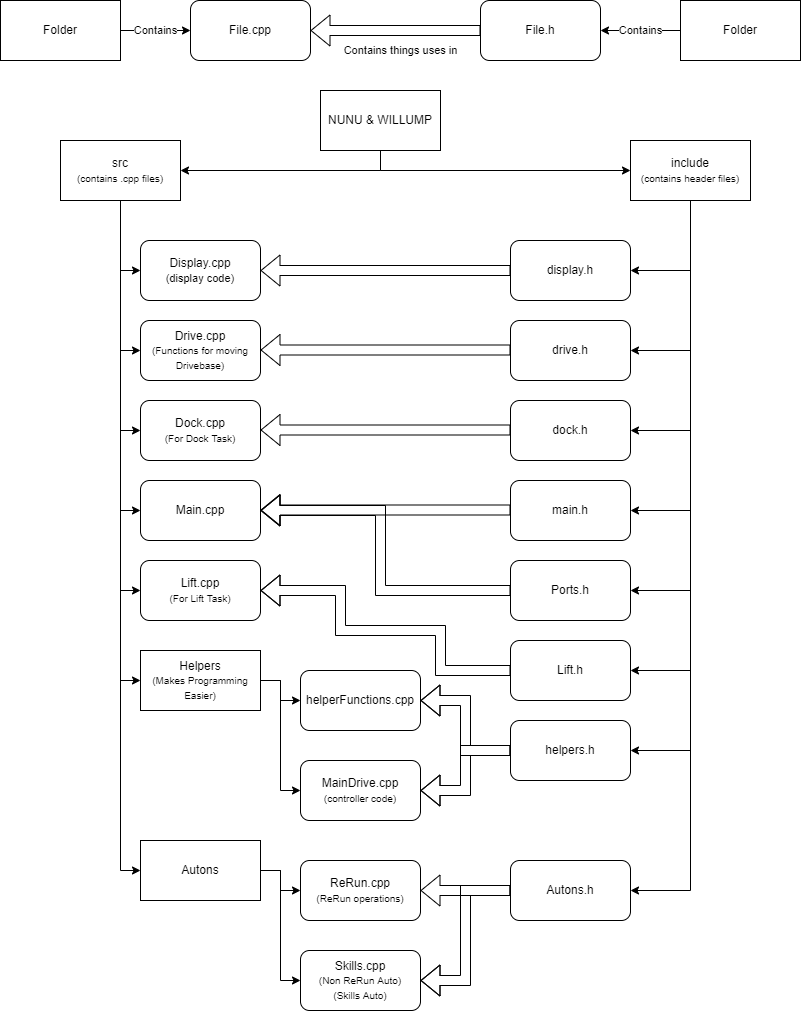 Folder
Contains
File.cpp
File.h
Contains
Folder
Contains things uses in
NUNU & WILLUMP
src
(contains .cpp files)
include
(contains header files)
Display.cpp
(display code)
display.h
Drive.cpp
(Functions for moving
Drivebase)
drive.h
Dock.cpp
(For Dock Task)
dock.h
Main.cpp
main.h
Lift.cpp
(For Lift Task)
Ports.h
Helpers
(Makes Programming
Easier)
Lift.h
helperFunctions.cpp
helpers.h
MainDrive.cpp
(controller code)
Autons
ReRun.cpp
(ReRun operations)
Autons.h
Skills.cpp
(Non ReRun Auto)
(Skills Auto)